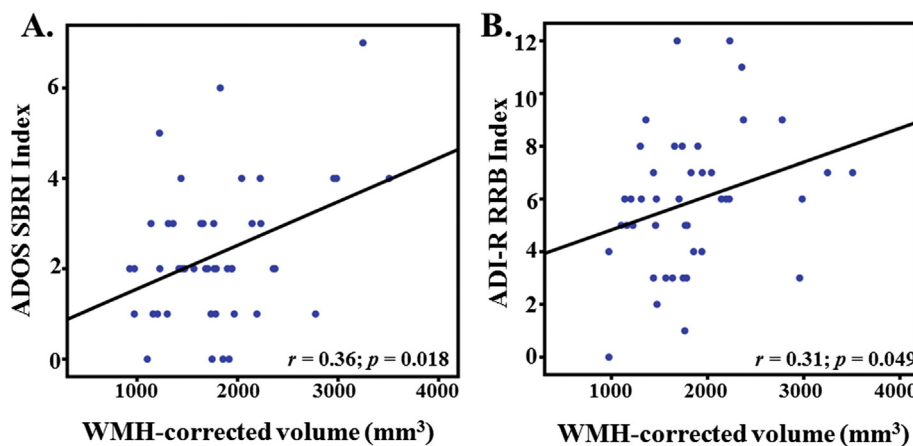 A.
ADOS SBRI Index
6
4
2
0
r = 0.36; p = 0.018
1000 2000 3000 4000
WMH-corrected volume (mm³)
B.
ADI-R RRB Index
12
10
8
6
4
2
0
r = 0.31; p = 0.049
1000 2000 3000 4000
WMH-corrected volume (mm³)